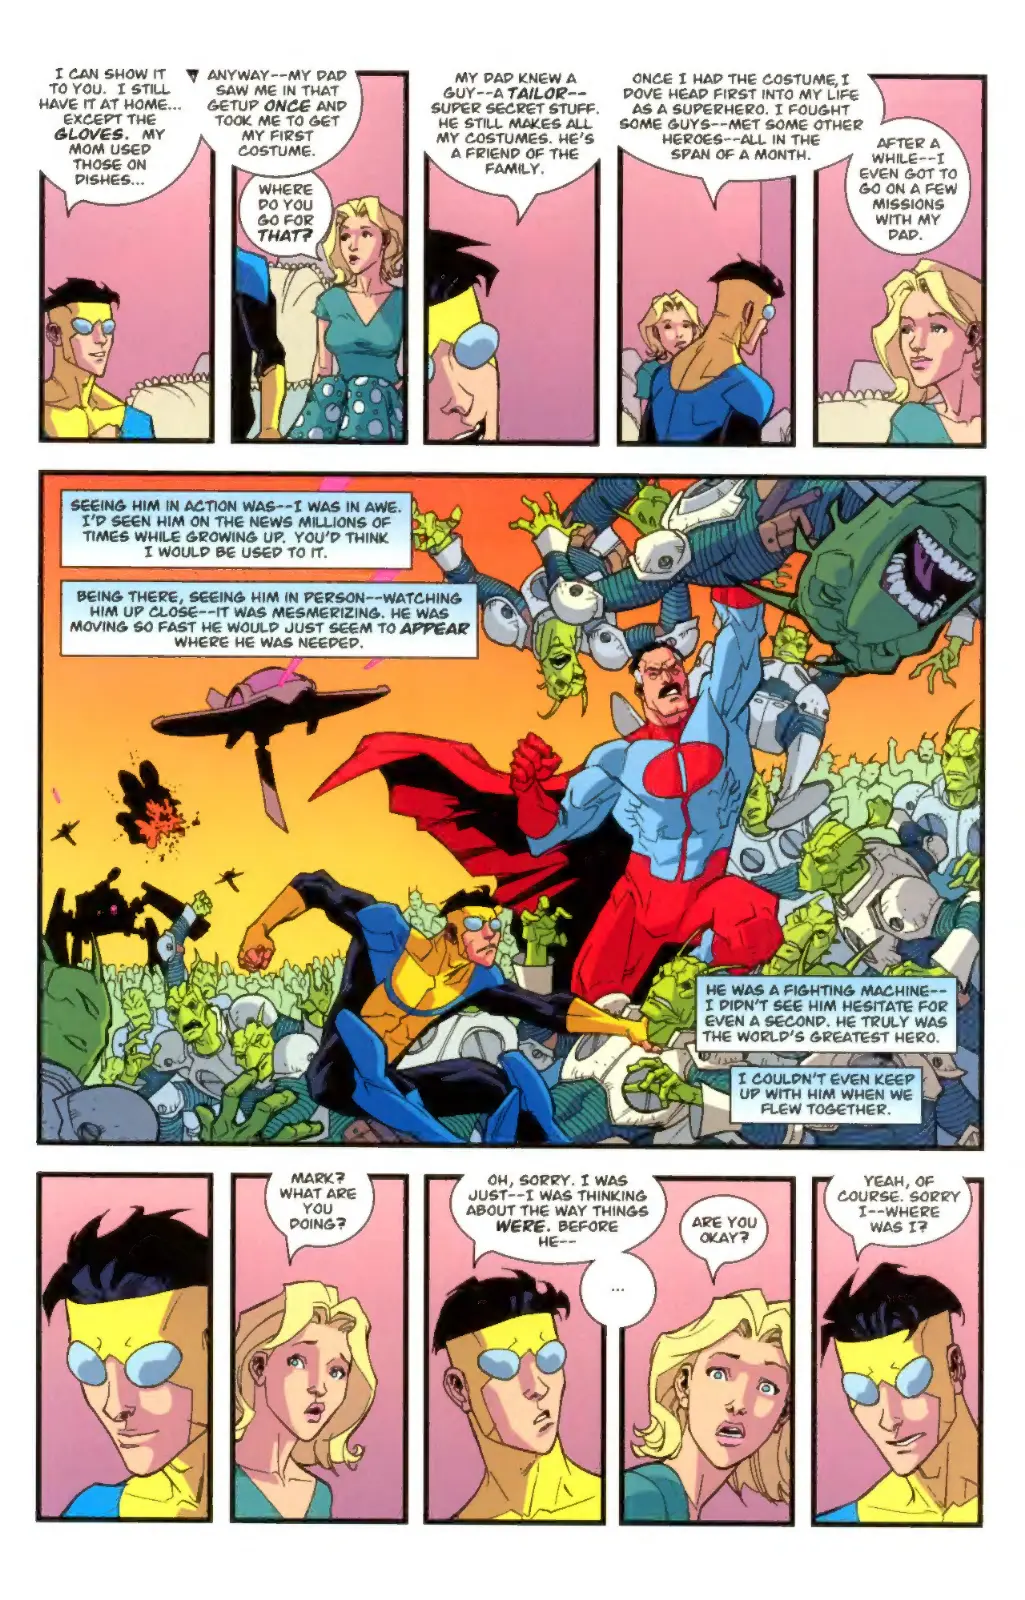 I CAN SHOW IT
TO YOU. I STILL
HAVE IT AT HOME...
EXCEPT THE
GLOVES. MY
MOM USED
THOSE ON
DISHES...
ANYWAY--MY DAD
SAW ME IN THAT
GETUP ONCE AND
TOOK ME TO GET
MY FIRST
COSTUME.
WHERE
DO YOU
GO FOR
THAT?
MY DAD KNEW A
GUY--A TAILOR--
SUPER SECRET STUFF.
HE STILL MAKES ALL
MY COSTUMES. HE'S
A FRIEND OF THE
FAMILY.
ONCE I HAD THE COSTUME, I
DOVE HEAD FIRST INTO MY LIFE
AS A SUPERHERO. I FOUGHT
SOME GUYS--MET SOME OTHER
HEROES--ALL IN THE
SPAN OF A MONTH.
AFTER A
WHILE--I
EVEN GOT TO
GO ON A FEW
MISSIONS
WITH MY
DAD.
SEEING HIM IN ACTION WAS--I WAS IN AWE.
I'D SEEN HIM ON THE NEWS MILLIONS OF
TIMES WHILE GROWING UP. YOU'D THINK
I WOULD BE USED TO IT.
BEING THERE, SEEING HIM IN PERSON--WATCHING
HIM UP CLOSE--IT WAS MESMERIZING. HE WAS
MOVING SO FAST HE WOULD JUST SEEM TO APPEAR
WHERE HE WAS NEEDED.
HE WAS A FIGHTING MACHINE--
I DIDN'T SEE HIM HESITATE FOR
EVEN A SECOND. HE TRULY WAS
THE WORLD'S GREATEST HERO.
I COULDN'T EVEN KEEP
UP WITH HIM WHEN WE
FLEW TOGETHER.
MARK?
WHAT ARE
YOU
DOING?
OH, SORRY. I WAS
JUST--I WAS THINKING
ABOUT THE WAY THINGS
WERE. BEFORE
HE--
...
ARE YOU
OKAY?
YEAH, OF
COURSE. SORRY
I--WHERE
WAS I?